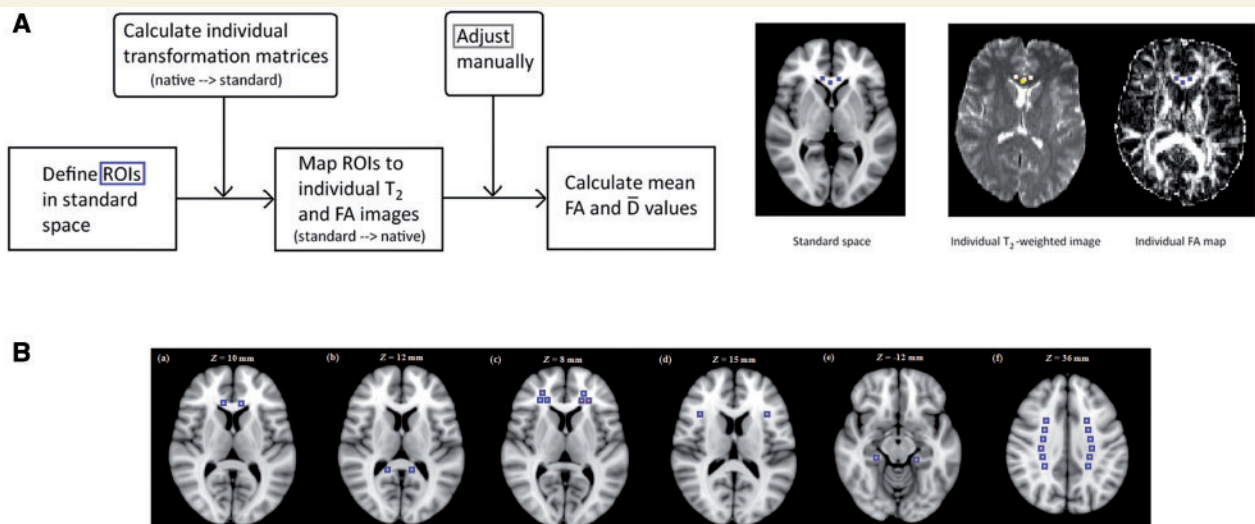 A
Calculate individual
transformation matrices
(native --> standard)
Adjust
manually
Define ROIs
in standard
space
Map ROIs to
individual T₂
and FA images
(standard --> native)
Calculate mean
FA and D̄ values
Standard space
Individual T₂-weighted image
Individual FA map
B
(a) Z = 10 mm
(b) Z = 12 mm
(c) Z = 8 mm
(d) Z = 15 mm
(e) Z = -12 mm
(f) Z = 36 mm